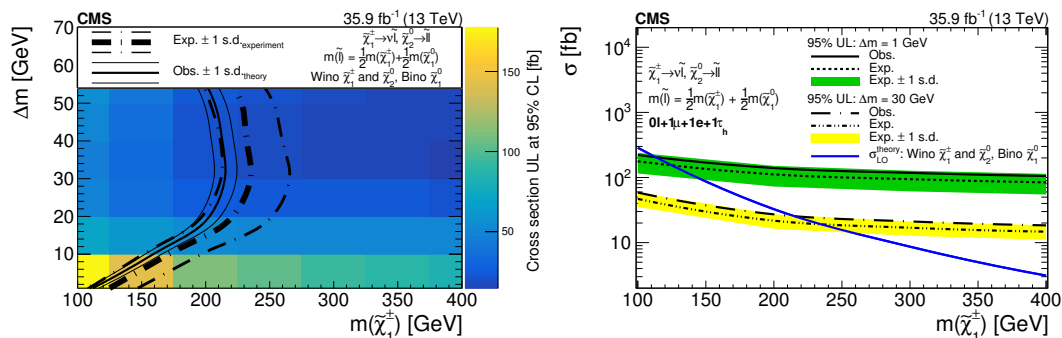 CMS 35.9 fb⁻¹ (13 TeV)
Δm [GeV]
70
60
50
40
30
20
10
Exp. ± 1 s.d.experiment
Obs. ± 1 s.d.theory
χ̃₁± → νl̃, χ̃₂⁰ → l̃l
m(l̃) = ½m(χ̃₁±) + ½m(χ̃₁⁰)
Wino χ̃₁± and χ̃₂⁰, Bino χ̃₁⁰
100 150 200 250 300 350 400
m(χ̃₁±) [GeV]
150
100
50
Cross section UL at 95% CL [fb]
CMS 35.9 fb⁻¹ (13 TeV)
σ [fb]
10⁴
10³
10²
10
χ̃₁± → νl̃, χ̃₂⁰ → l̃l
m(l̃) = ½m(χ̃₁±) + ½m(χ̃₁⁰)
0l+1μ+1e+1τh
95% UL: Δm = 1 GeV
Obs.
Exp.
Exp. ± 1 s.d.
95% UL: Δm = 30 GeV
Obs.
Exp.
Exp. ± 1 s.d.
σLOtheory: Wino χ̃₁± and χ̃₂⁰, Bino χ̃₁⁰
100 150 200 250 300 350 400
m(χ̃₁±) [GeV]